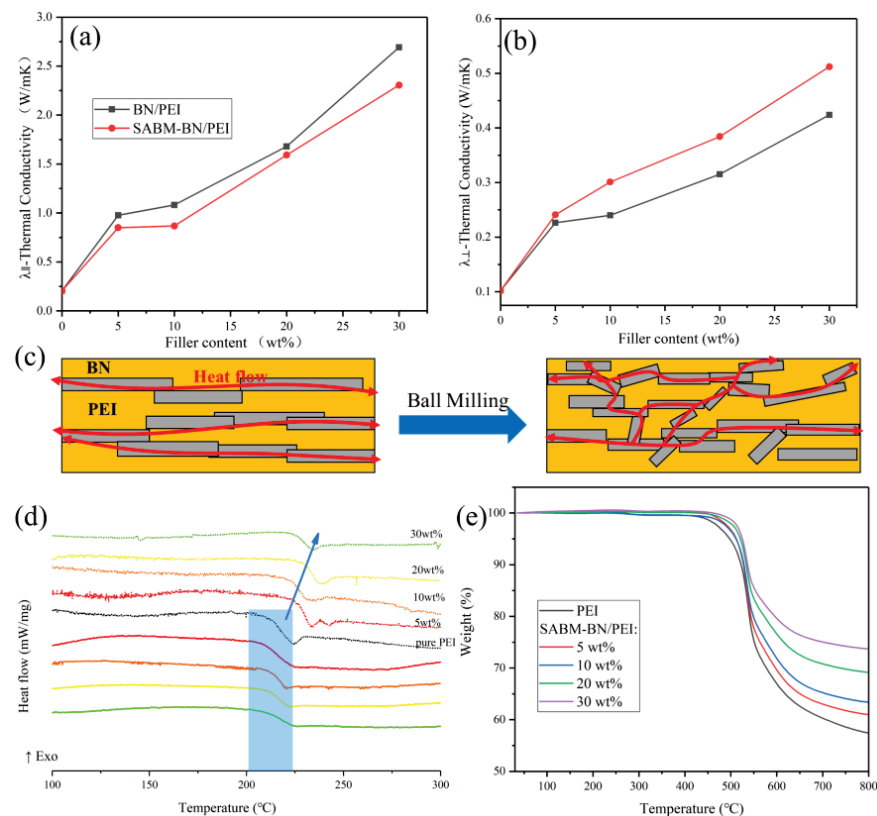 (a)
λ∥-Thermal Conductivity (W/mK)
3.0
2.5
2.0
1.5
1.0
0.5
0.0
BN/PEI
SABM-BN/PEI
0 5 10 15 20 25 30
Filler content (wt%)
(b)
λ⊥-Thermal Conductivity (W/mK)
0.6
0.5
0.4
0.3
0.2
0.1
0 5 10 15 20 25 30
Filler content (wt%)
(c)
BN
Heat flow
PEI
Ball Milling
(d)
Heat flow (mW/mg)
30wt%
20wt%
10wt%
5wt%
pure PEI
↑ Exo
100 150 200 250 300
Temperature (℃)
(e)
Weight (%)
100
90
80
70
60
50
PEI
SABM-BN/PEI:
5 wt%
10 wt%
20 wt%
30 wt%
100 200 300 400 500 600 700 800
Temperature (℃)